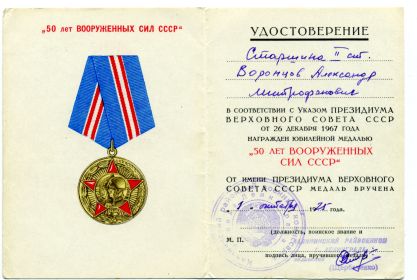 „50 лет ВООРУЖЕННЫХ СИЛ СССР“
УДОСТОВЕРЕНИЕ
Старшина II ст.
Воронцов Александр
Митрофанович
В СООТВЕТСТВИИ С УКАЗОМ ПРЕЗИДИУМА
ВЕРХОВНОГО СОВЕТА СССР
ОТ 26 ДЕКАБРЯ 1967 ГОДА
НАГРАЖДЕН ЮБИЛЕЙНОЙ МЕДАЛЬЮ
„50 ЛЕТ ВООРУЖЕННЫХ
СИЛ СССР“
ОТ ИМЕНИ ПРЕЗИДИУМА ВЕРХОВНОГО
СОВЕТА СССР МЕДАЛЬ ВРУЧЕНА
года.
(должность, воинское звание и
М. П.
подпись лица, вручившего медаль)